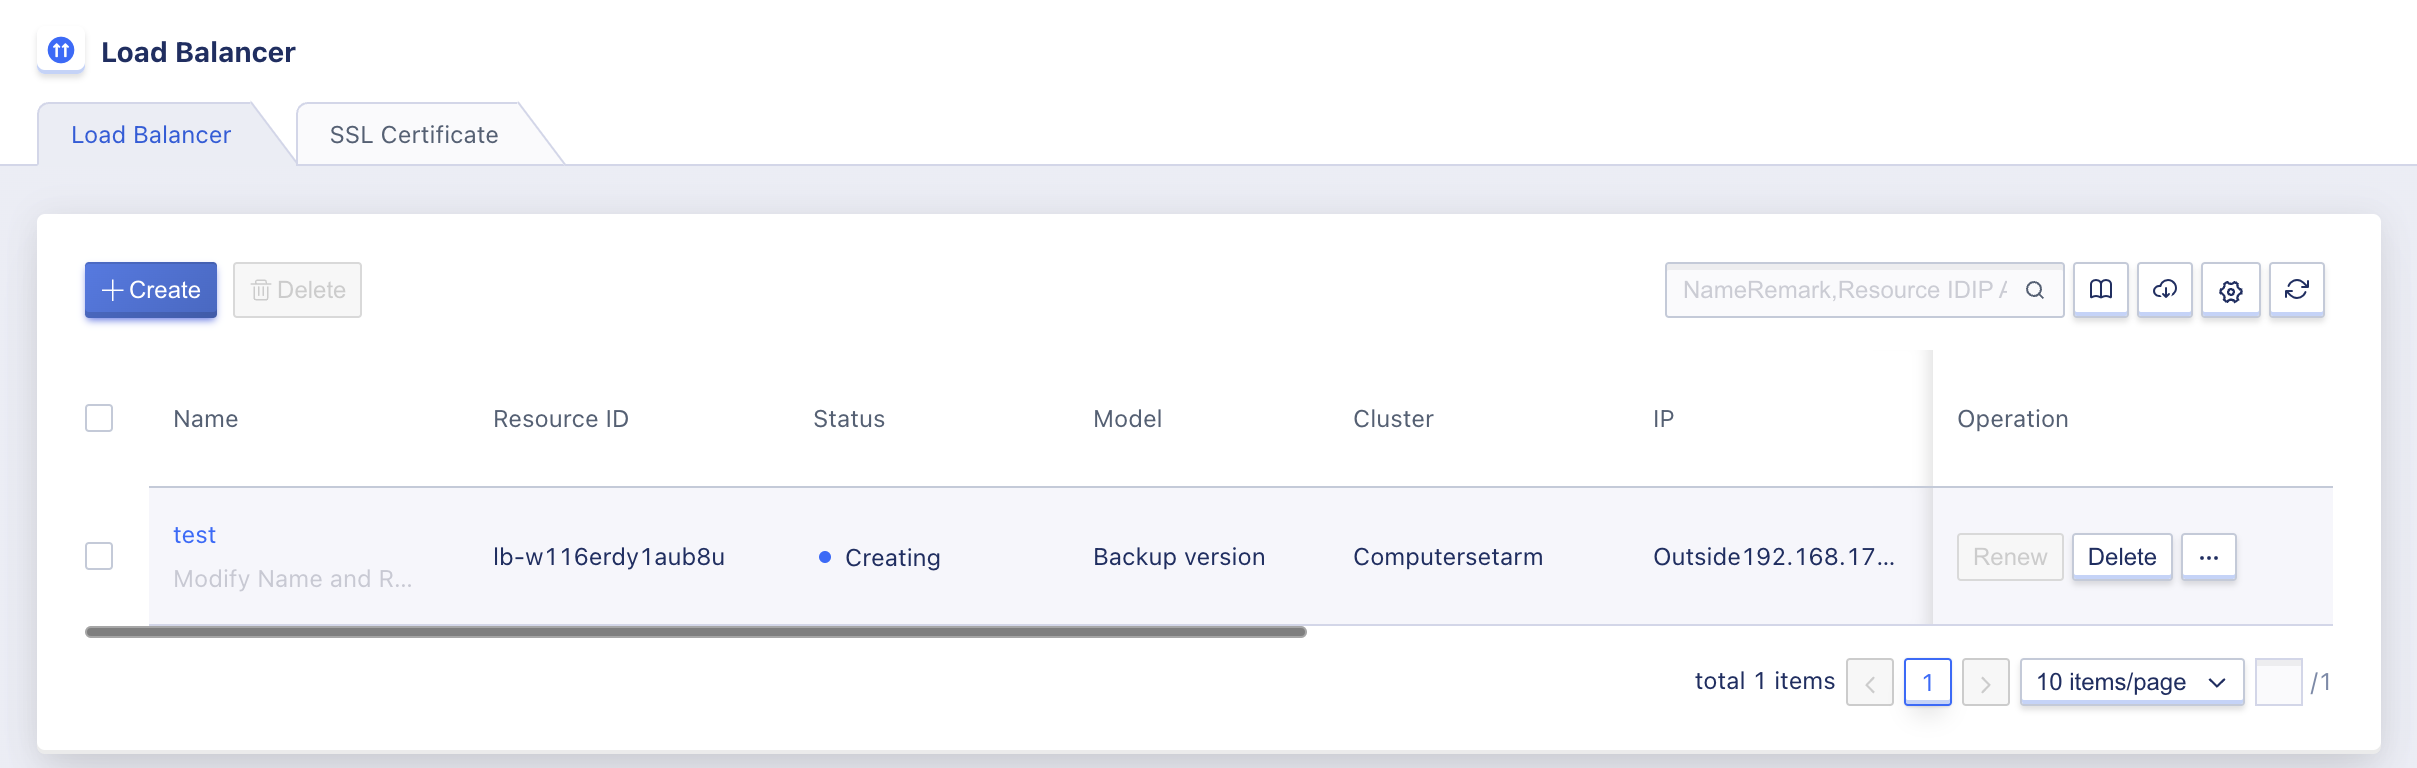 Load Balancer
Load Balancer
SSL Certificate
Create
Delete
NameRemark,Resource IDIP
Name
Resource ID
Status
Model
Cluster
IP
Operation
test
Modify Name and R...
lb-w116erdy1aub8u
Creating
Backup version
Computersetarm
Outside192.168.17...
Renew
Delete
...
total 1 items
1
10 items/page
/1